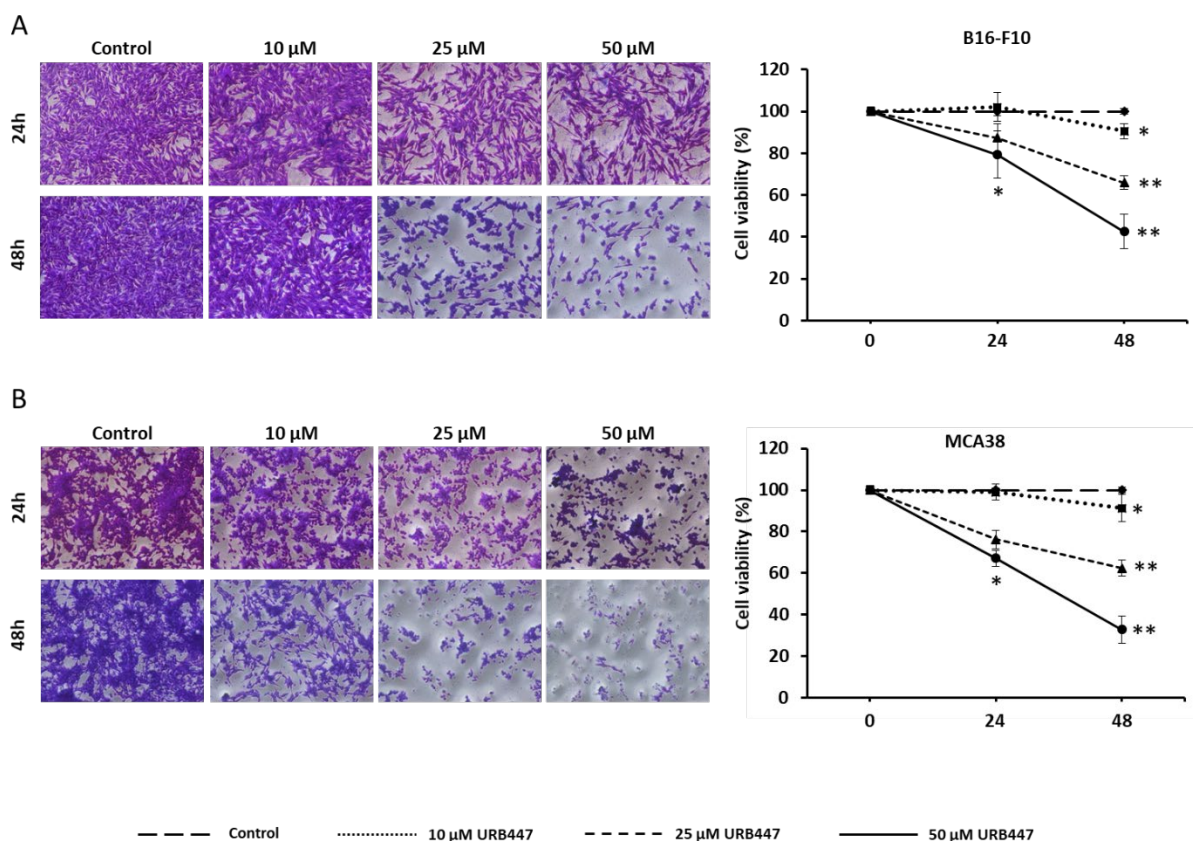 A
Control 10 µM 25 µM 50 µM
24h
48h
B16-F10
Cell viability (%)
120
100
80
60
40
20
0
0 24 48
*
*
**
**
B
Control 10 µM 25 µM 50 µM
24h
48h
MCA38
Cell viability (%)
120
100
80
60
40
20
0
0 24 48
*
*
**
**
Control 10 µM URB447 25 µM URB447 50 µM URB447